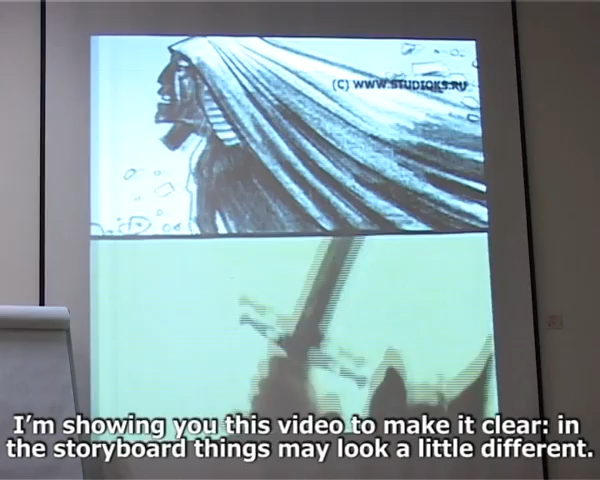 (C) WWW.STUDIOKS.RU
I'm showing you this video to make it clear: in
the storyboard things may look a little different.